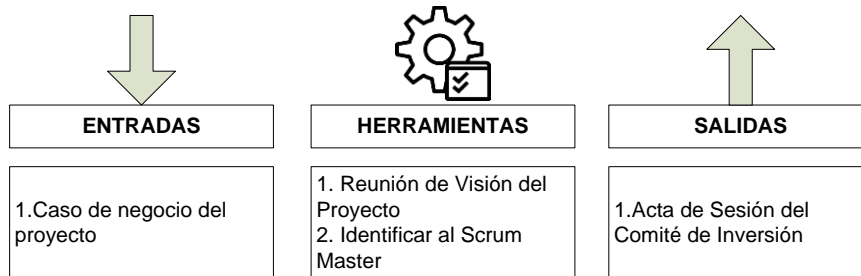 ENTRADAS
HERRAMIENTAS
SALIDAS
1.Caso de negocio del
proyecto
1. Reunión de Visión del
Proyecto
2. Identificar al Scrum
Master
1.Acta de Sesión del
Comité de Inversión